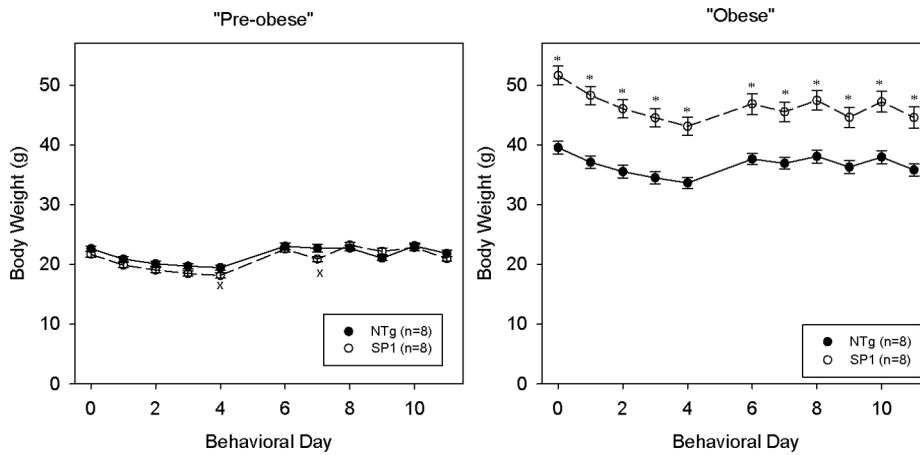 "Pre-obese"
50
40
30
20
10
0
Body Weight (g)
x
x
NTg (n=8)
SP1 (n=8)
0 2 4 6 8 10
Behavioral Day
"Obese"
50
40
30
20
10
0
Body Weight (g)
* * * * * * * * * * *
NTg (n=8)
SP1 (n=8)
0 2 4 6 8 10
Behavioral Day